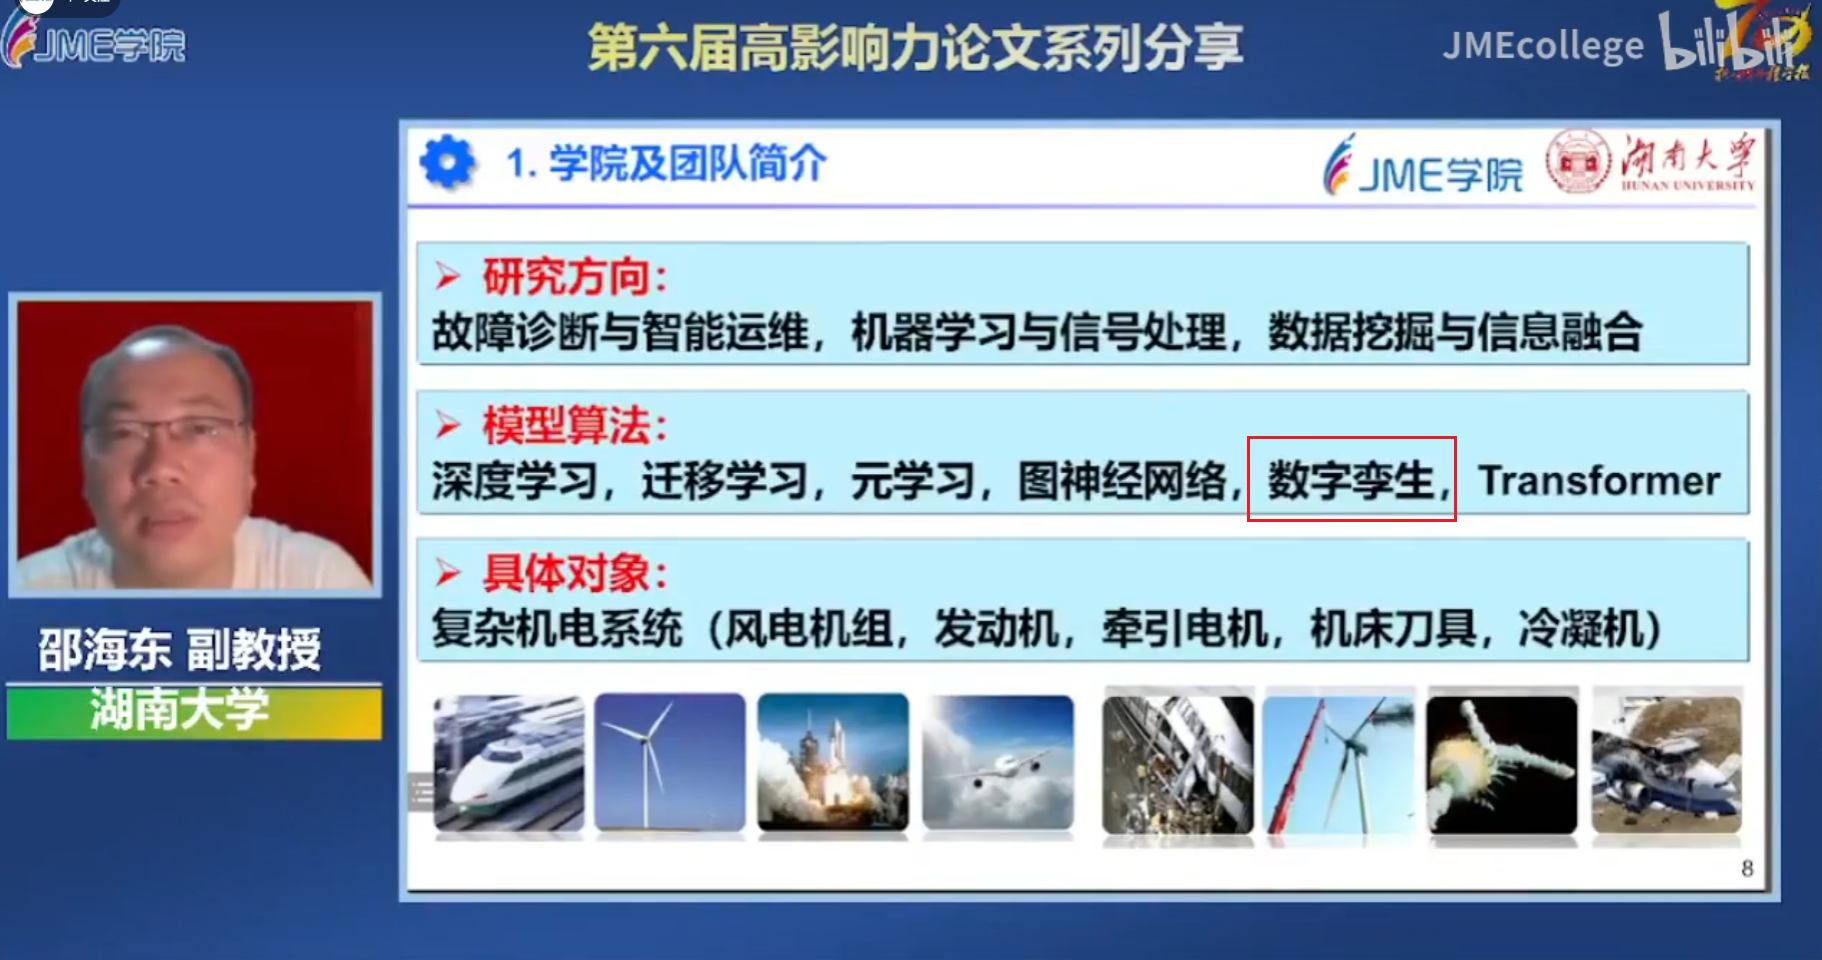 JME学院
第六届高影响力论文系列分享
JMEcollege bilibili
1. 学院及团队简介
JME学院
湖南大学
HUNAN UNIVERSITY
➢ 研究方向：
故障诊断与智能运维，机器学习与信号处理，数据挖掘与信息融合
➢ 模型算法：
深度学习，迁移学习，元学习，图神经网络，数字孪生，Transformer
➢ 具体对象：
复杂机电系统（风电机组，发动机，牵引电机，机床刀具，冷凝机）
邵海东 副教授
湖南大学
8